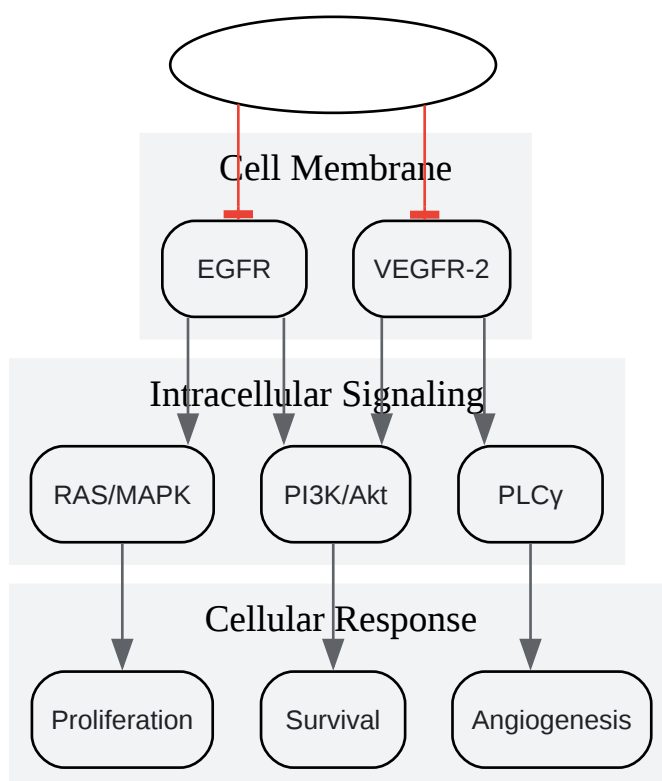 Cell Membrane
EGFR
VEGFR-2
Intracellular Signaling
RAS/MAPK
PI3K/Akt
PLCγ
Cellular Response
Proliferation
Survival
Angiogenesis